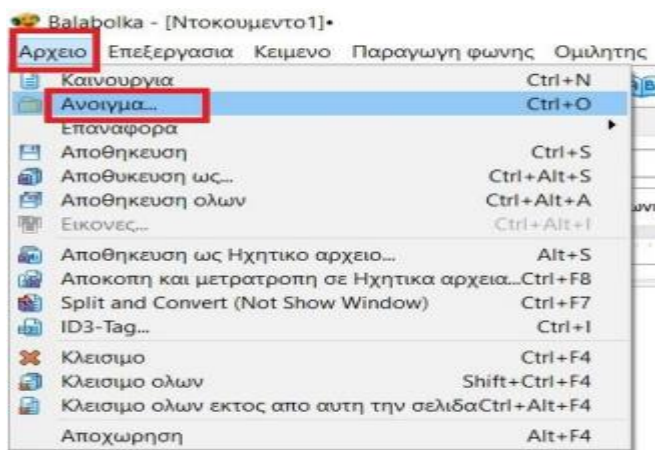 Balabolka - [Ντοκουμεντο1]•
Αρχειο Επεξεργασια Κειμενο Παραγωγη φωνης Ομιλητης
Καινουργια Ctrl+N
Ανοιγμα... Ctrl+O
Επαναφορα
Αποθηκευση Ctrl+S
Αποθυκευση ως... Ctrl+Alt+S
Αποθηκευση ολων Ctrl+Alt+A
Εικονες... Ctrl+Alt+I
Αποθηκευση ως Ηχητικο αρχειο... Alt+S
Αποκοπη και μετρατροπη σε Ηχητικα αρχεια...Ctrl+F8
Split and Convert (Not Show Window) Ctrl+F7
ID3-Tag... Ctrl+I
Κλεισιμο Ctrl+F4
Κλεισιμο ολων Shift+Ctrl+F4
Κλεισιμο ολων εκτος απο αυτη την σελιδαCtrl+Alt+F4
Αποχωρηση Alt+F4